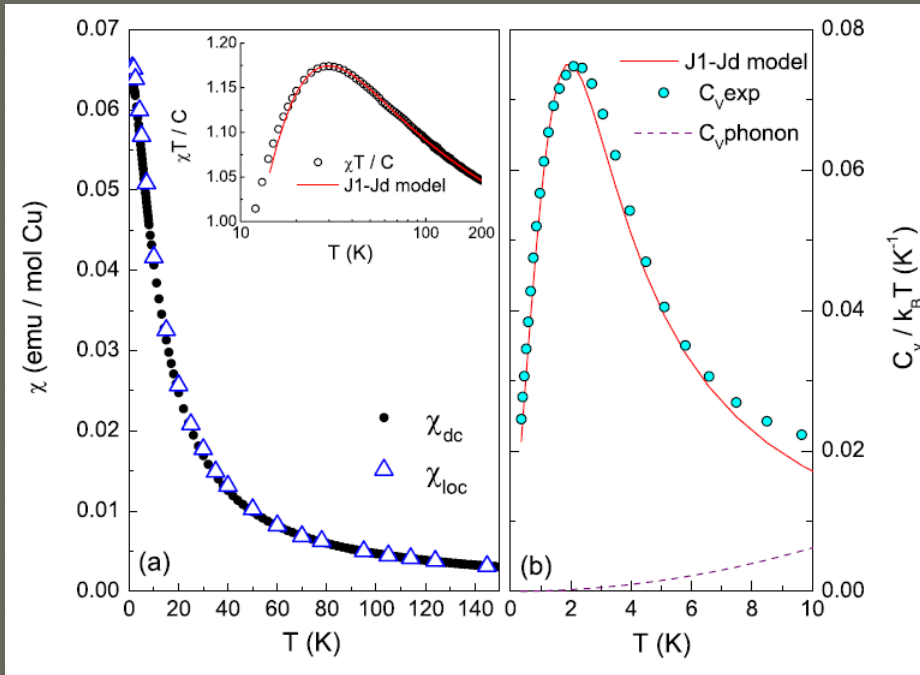 0.07
0.06
0.05
0.04
0.03
0.02
0.01
0.00
χ (emu / mol Cu)
0 20 40 60 80 100 120 140
T (K)
(a)
χdc
χloc
1.20
1.15
1.10
1.05
1.00
χT / C
10 100 200
T (K)
χT / C
J1-Jd model
J1-Jd model
Cvexp
Cvphonon
(b)
0 2 4 6 8 10
T (K)
0.08
0.06
0.04
0.02
0.00
Cv / kBT (K-1)